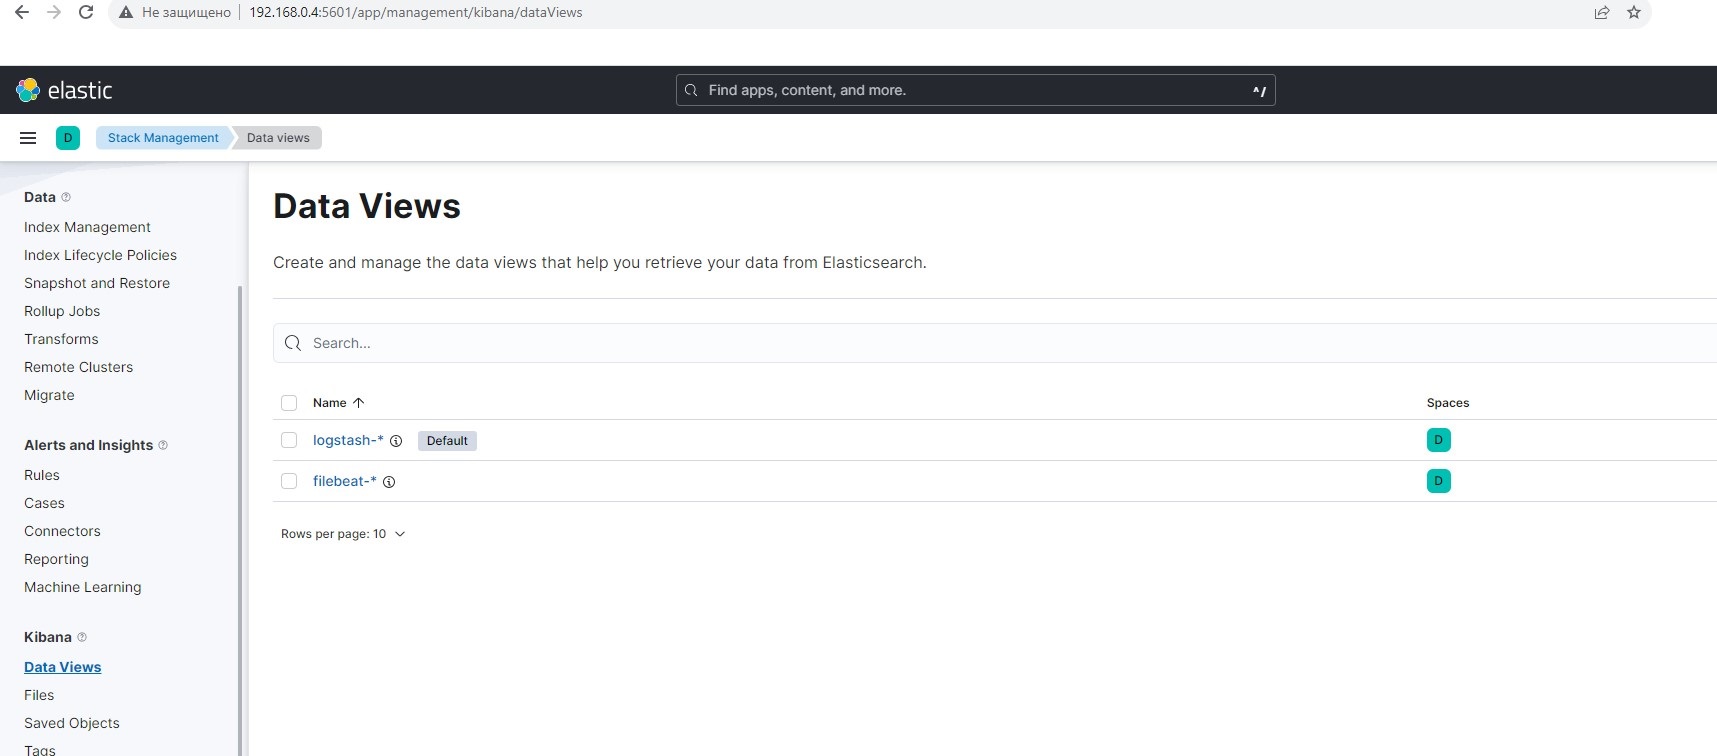 Не защищено 192.168.0.4:5601/app/management/kibana/dataViews
elastic
Find apps, content, and more. ^/
D Stack Management Data views
Data
Index Management
Index Lifecycle Policies
Snapshot and Restore
Rollup Jobs
Transforms
Remote Clusters
Migrate
Alerts and Insights
Rules
Cases
Connectors
Reporting
Machine Learning
Kibana
Data Views
Files
Saved Objects
Tags
Data Views
Create and manage the data views that help you retrieve your data from Elasticsearch.
Search...
Name Spaces
logstash-* Default D
filebeat-* D
Rows per page: 10